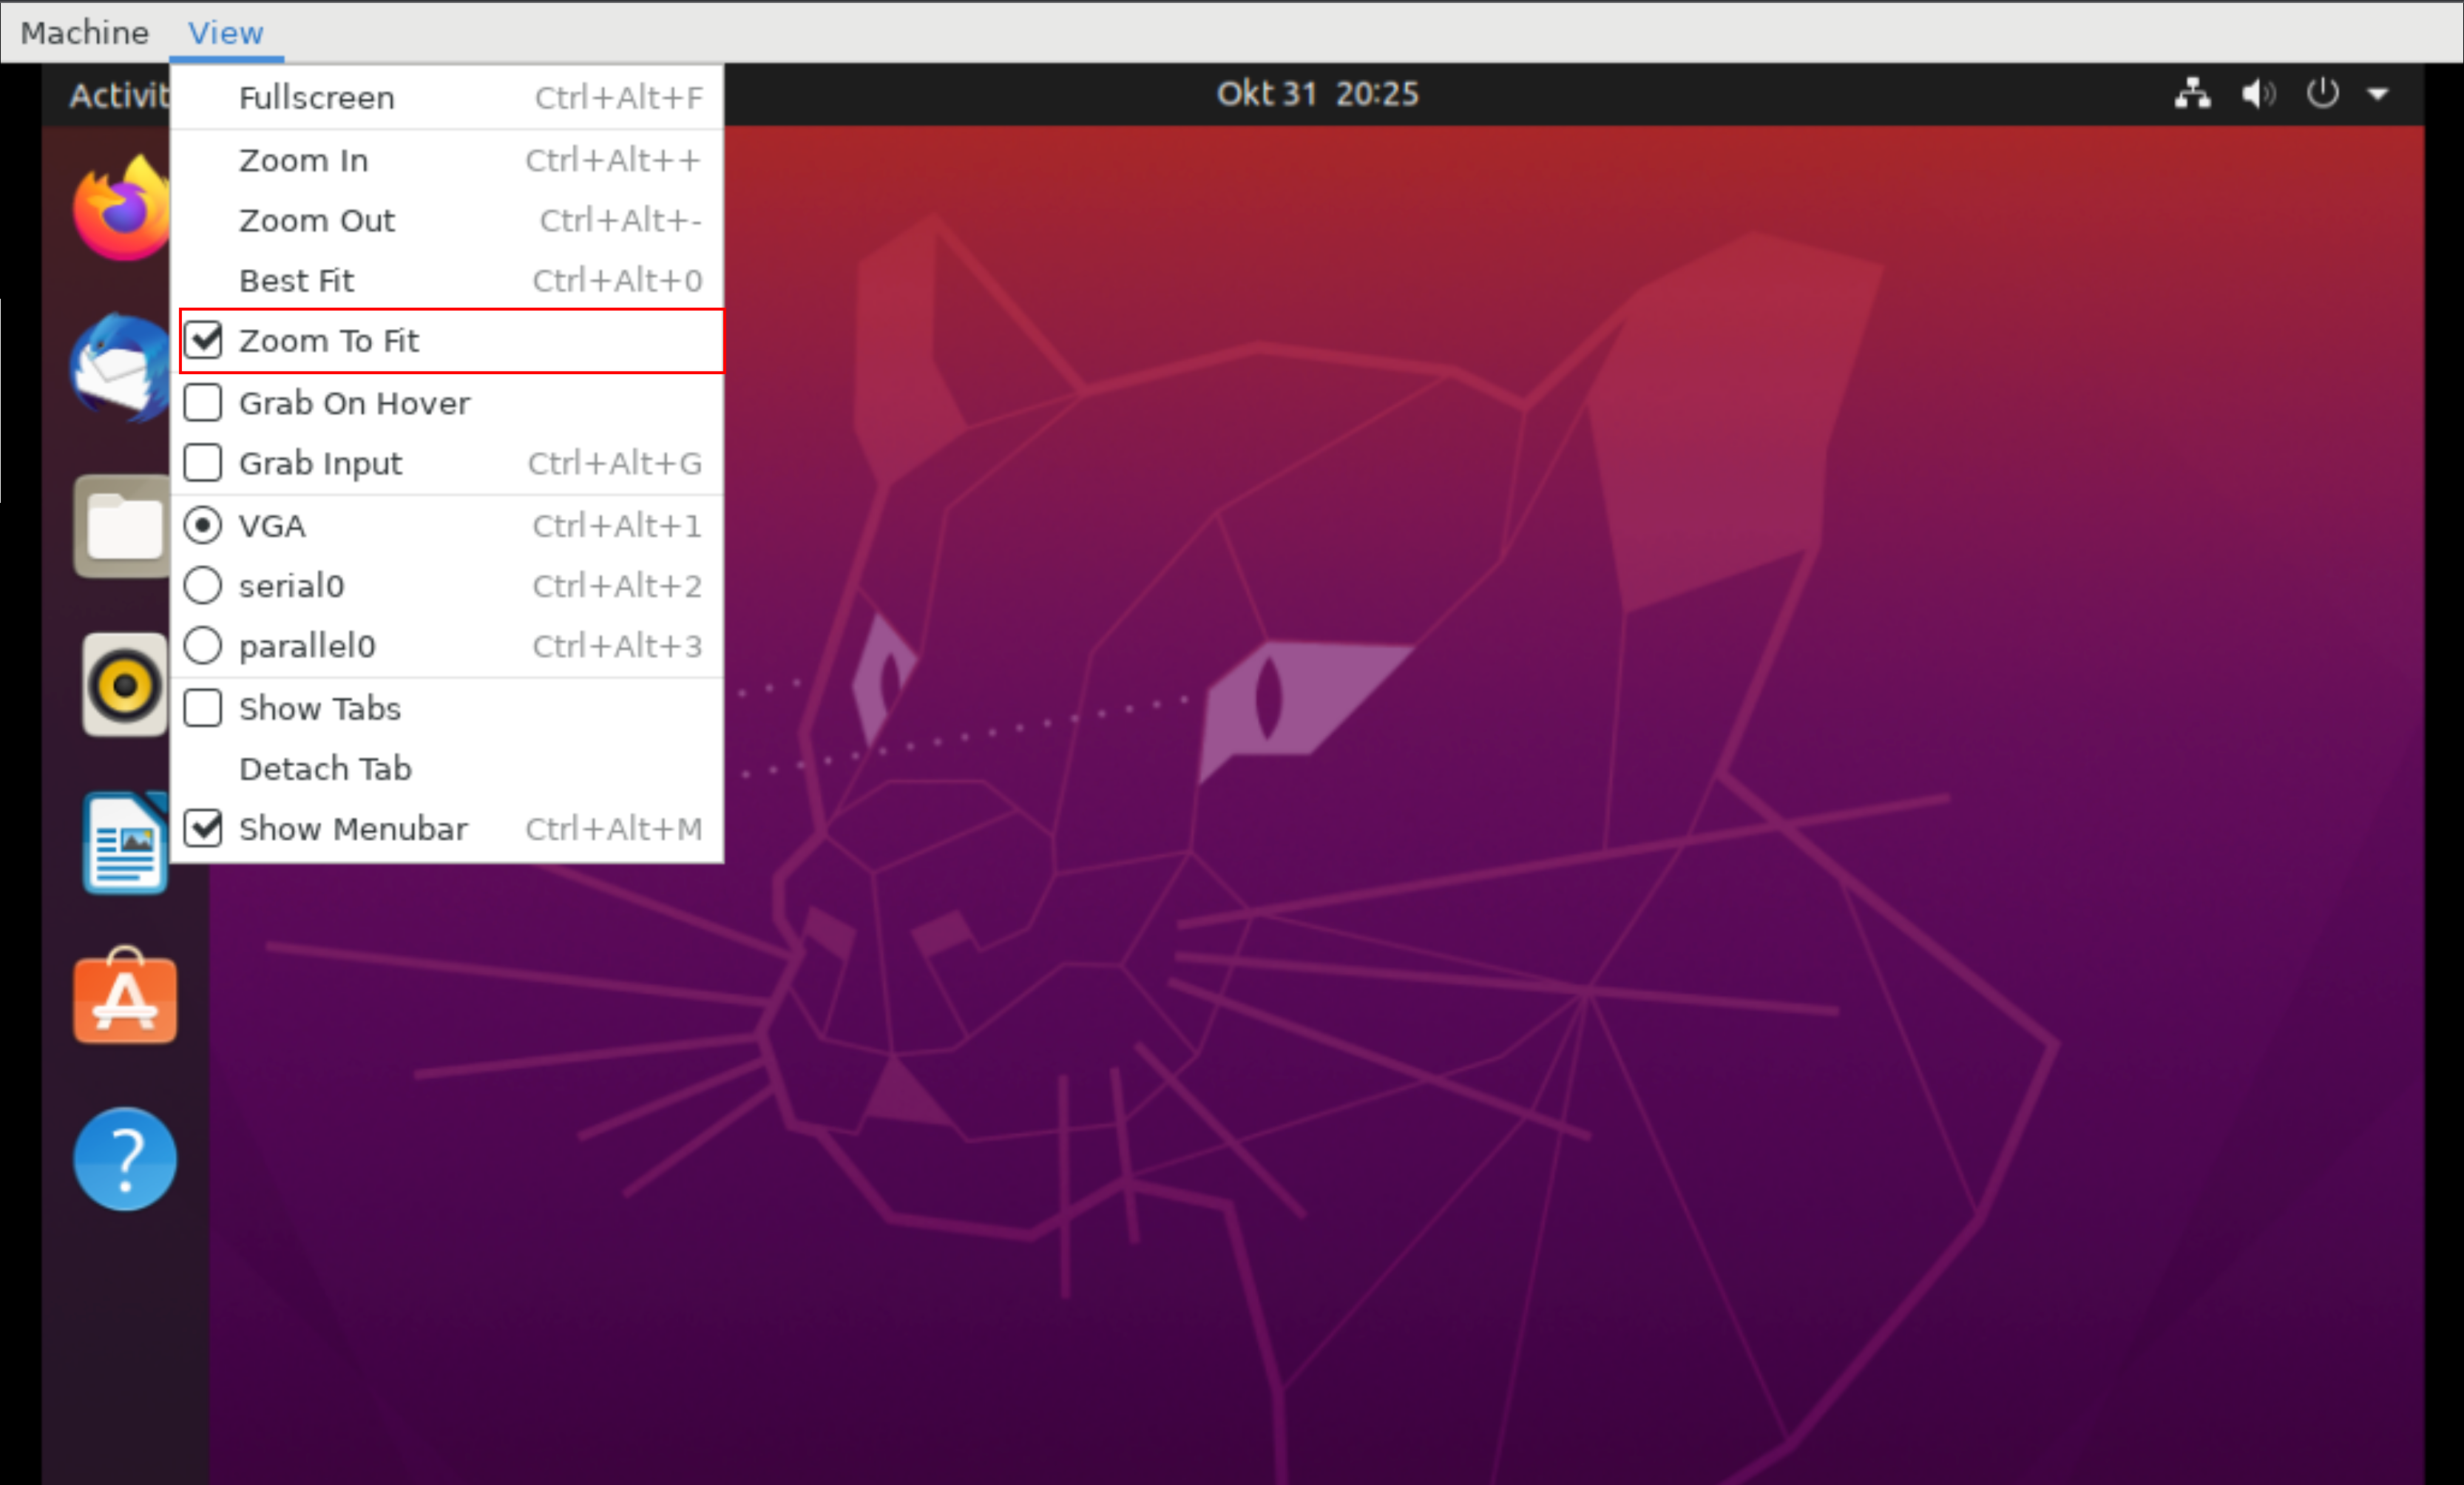 Machine View
Activit
Okt 31 20:25
Fullscreen Ctrl+Alt+F
Zoom In Ctrl+Alt++
Zoom Out Ctrl+Alt+-
Best Fit Ctrl+Alt+0
Zoom To Fit
Grab On Hover
Grab Input Ctrl+Alt+G
VGA Ctrl+Alt+1
serial0 Ctrl+Alt+2
parallel0 Ctrl+Alt+3
Show Tabs
Detach Tab
Show Menubar Ctrl+Alt+M
A
?